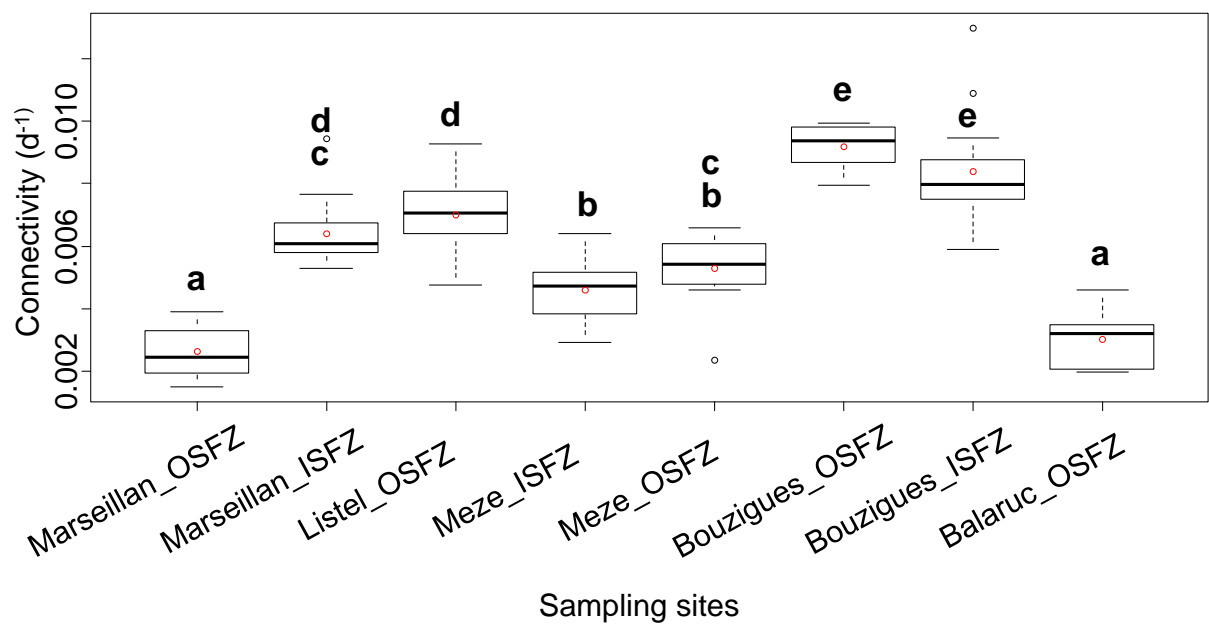 Connectivity (d-1)
0.002
0.006
0.010
a
d
c
d
b
c
b
e
e
a
Marseillan_OSFZ
Marseillan_ISFZ
Listel_OSFZ
Meze_ISFZ
Meze_OSFZ
Bouzigues_OSFZ
Bouzigues_ISFZ
Balaruc_OSFZ
Sampling sites